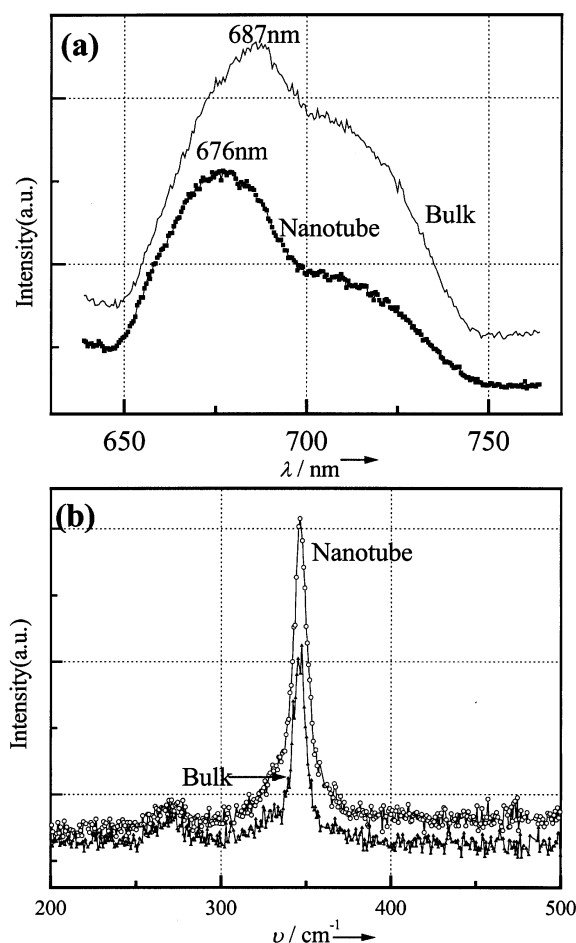 (a)
687nm
676nm
Nanotube
Bulk
Intensity(a.u.)
650
700
750
λ / nm
(b)
Nanotube
Bulk
Intensity(a.u.)
200
300
400
500
υ / cm⁻¹